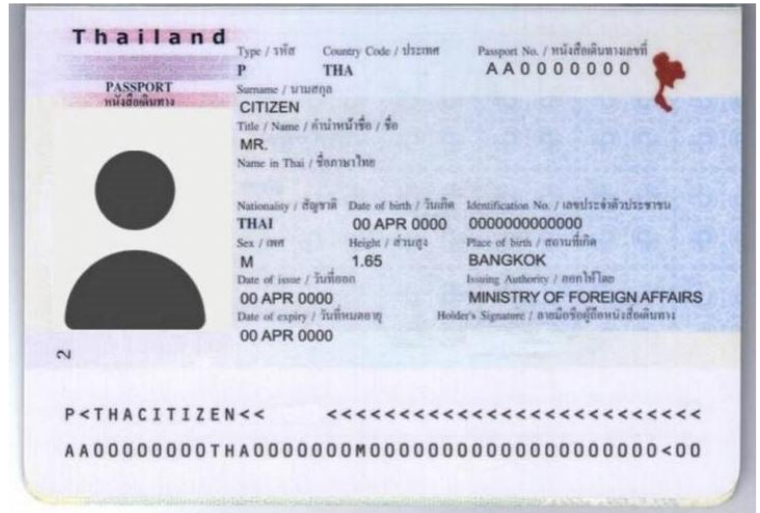 Thailand
PASSPORT
หนังสือเดินทาง
Type / รหัส Country Code / ประเทศ Passport No. / หนังสือเดินทางเลขที่
P THA AA0000000
Surname / นามสกุล
CITIZEN
Title / Name / คำนำหน้าชื่อ / ชื่อ
MR.
Name in Thai / ชื่อภาษาไทย
Nationality / สัญชาติ Date of birth / วันเกิด Identification No. / เลขประจำตัวประชาชน
THAI 00 APR 0000 0000000000000
Sex / เพศ Height / ส่วนสูง Place of birth / สถานที่เกิด
M 1.65 BANGKOK
Date of issue / วันที่ออก Issuing Authority / ออกให้โดย
00 APR 0000 MINISTRY OF FOREIGN AFFAIRS
Date of expiry / วันที่หมดอายุ Holder's Signature / ลายมือชื่อผู้ถือหนังสือเดินทาง
00 APR 0000
2
P<THACITIZEN<< <<<<<<<<<<<<<<<<<<<<<<<<<<
AA00000000THA0000000M00000000000000000000000<00